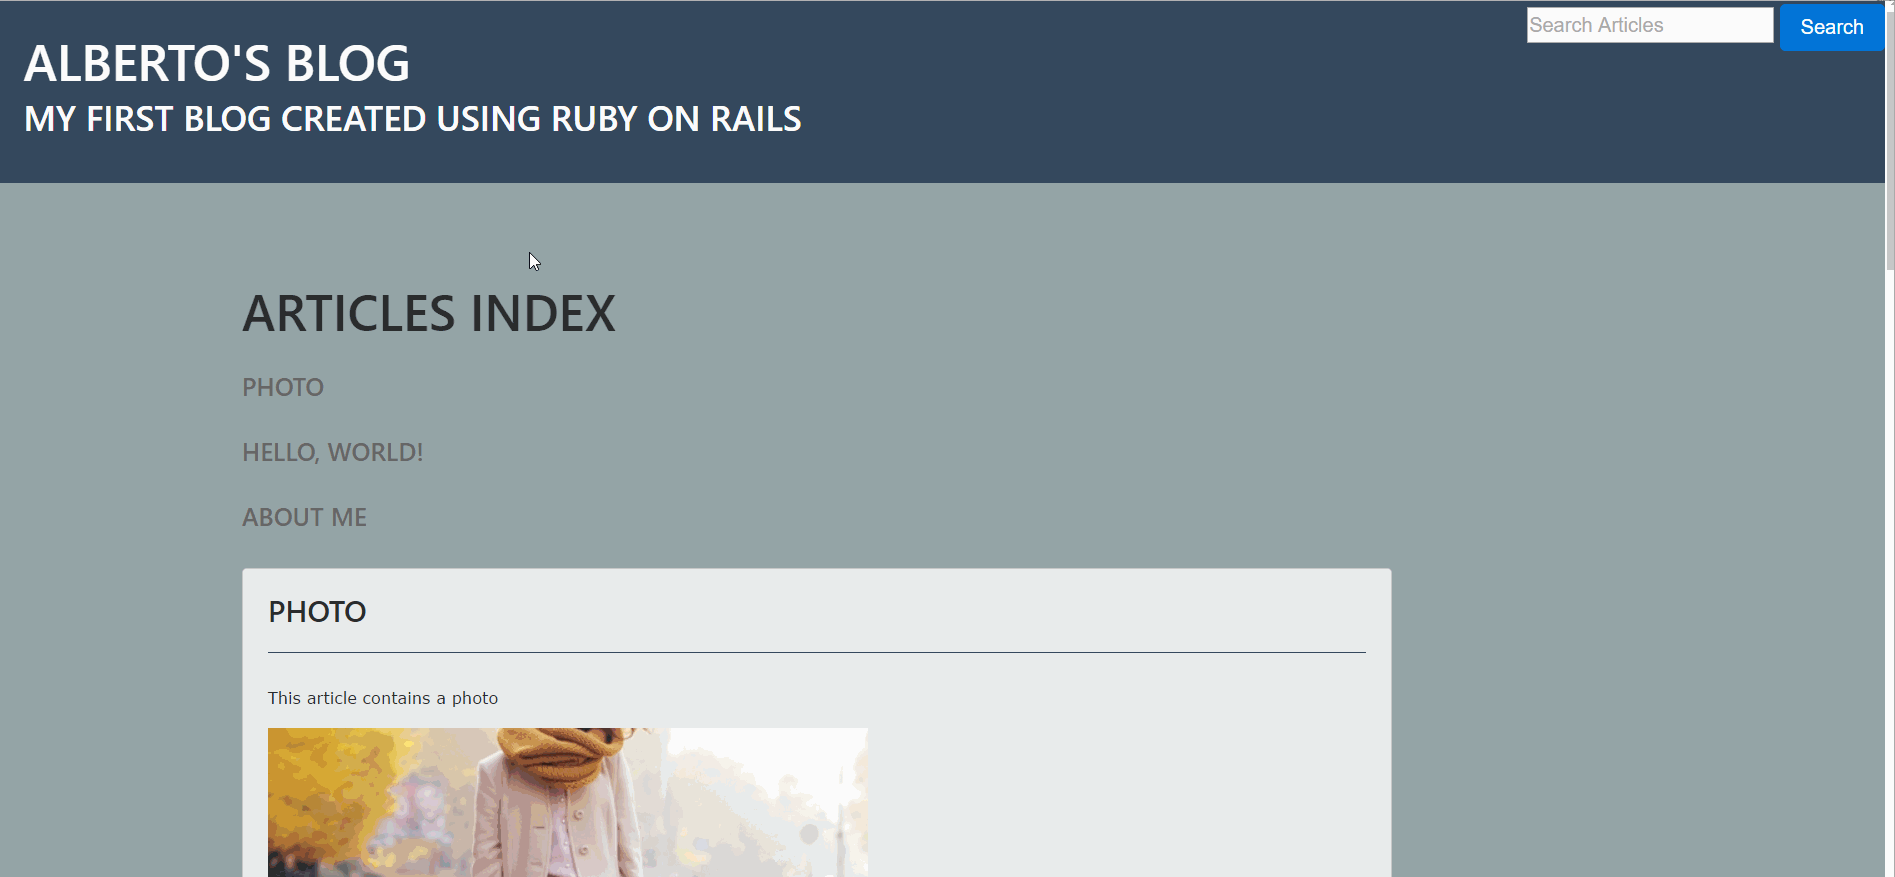 Search Articles
Search
ALBERTO'S BLOG
MY FIRST BLOG CREATED USING RUBY ON RAILS
ARTICLES INDEX
PHOTO
HELLO, WORLD!
ABOUT ME
PHOTO
This article contains a photo